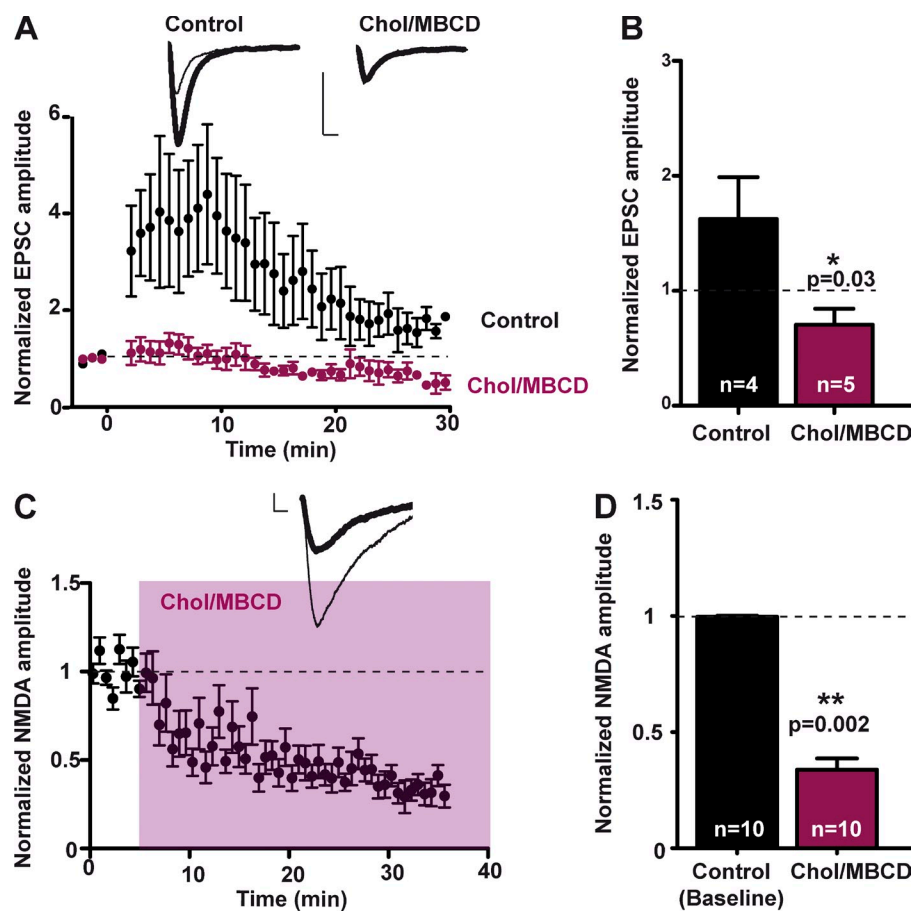 A
Control
Chol/MBCD
Normalized EPSC amplitude
6
4
2
0
Control
Chol/MBCD
0
10
20
30
Time (min)
B
Normalized EPSC amplitude
3
2
1
0
*
p=0.03
n=4
n=5
Control
Chol/MBCD
C
Normalized NMDA amplitude
1.5
1
0.5
0
Chol/MBCD
0
10
20
30
40
Time (min)
D
Normalized NMDA amplitude
1.5
1
0.5
0
**
p=0.002
n=10
n=10
Control
(Baseline)
Chol/MBCD